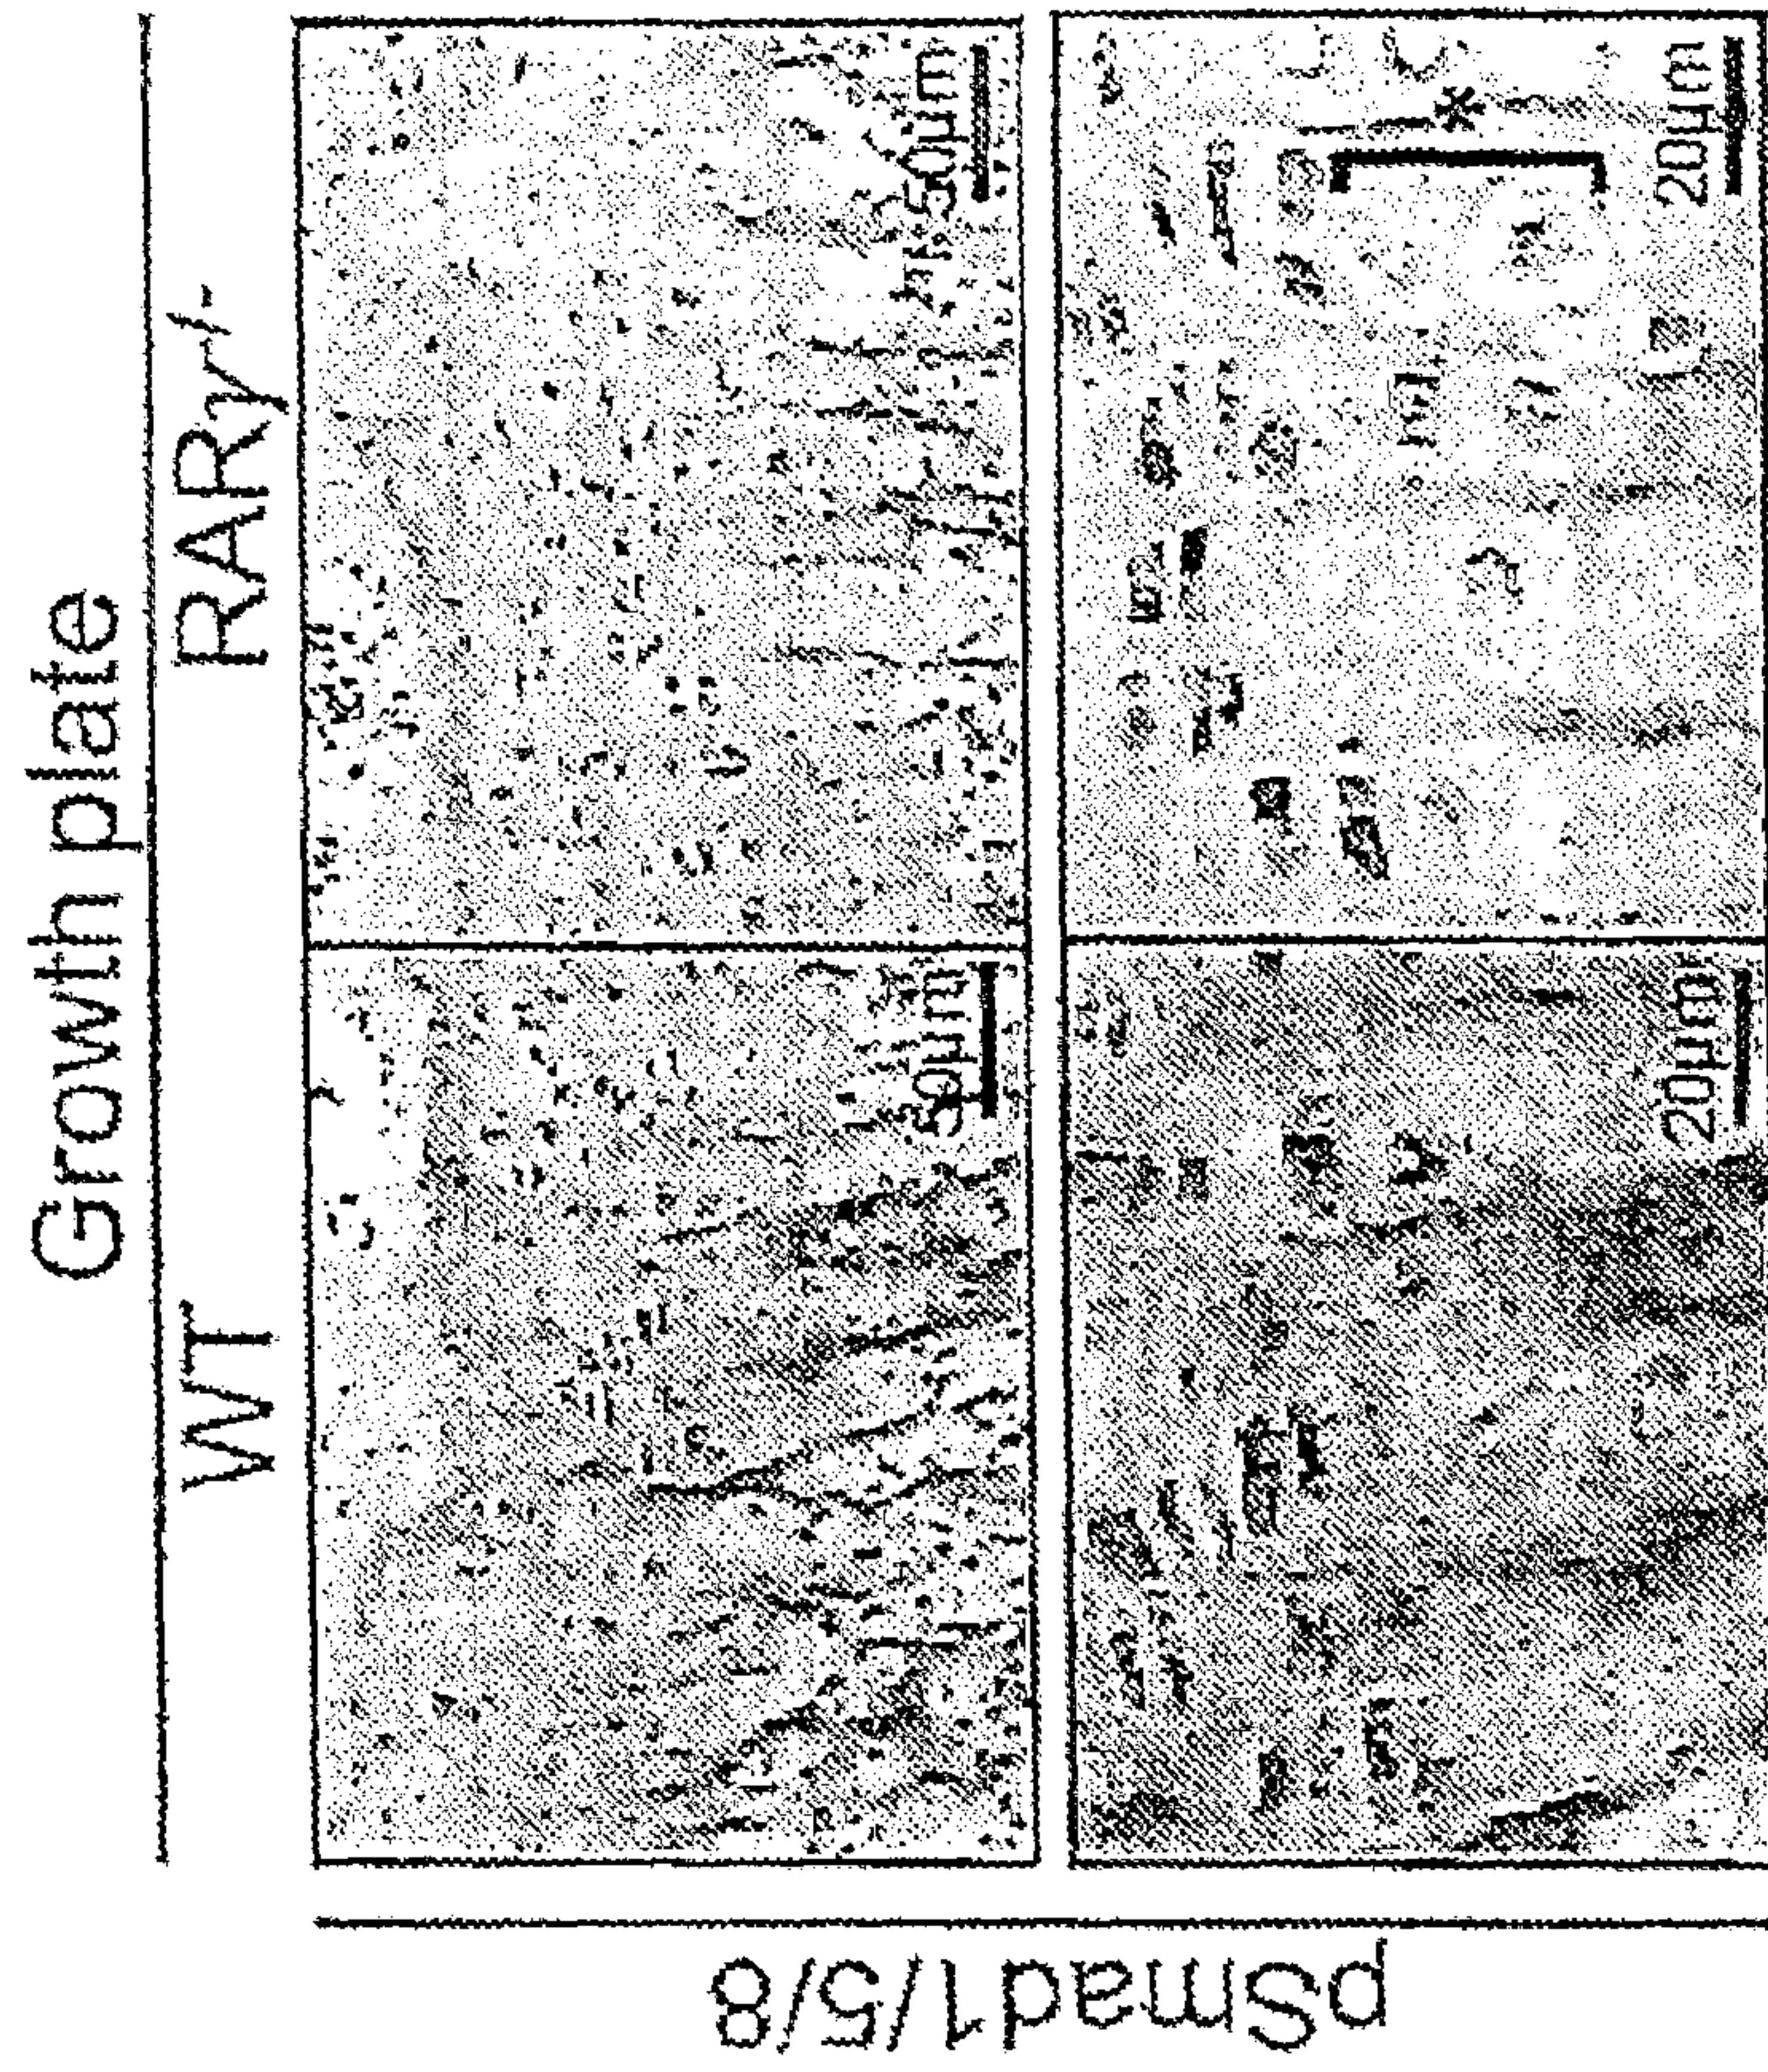 Growth plate
WT RARγ-/-
pSmad1/5/8
50μm 50μm
20μm 20μm
*